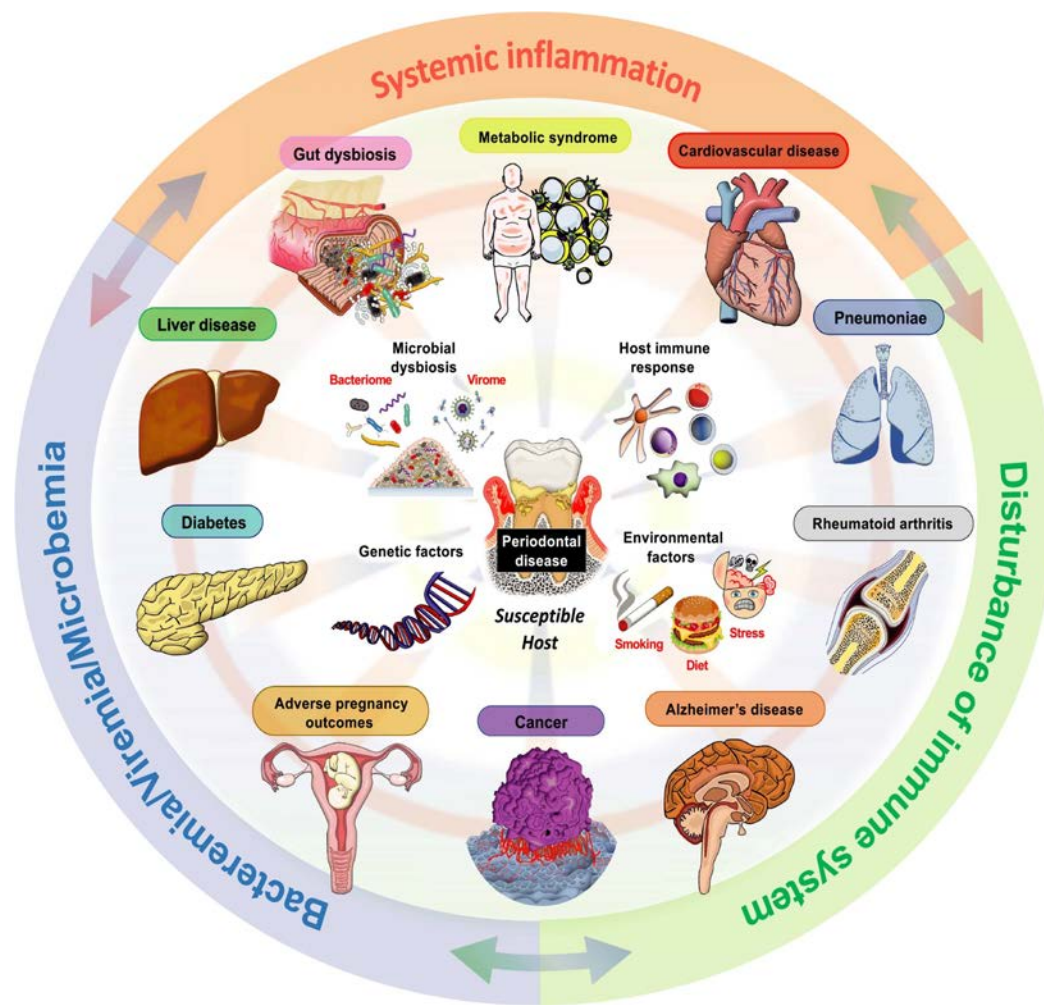 Systemic inflammation
Metabolic syndrome
Gut dysbiosis
Cardiovascular disease
Liver disease
Pneumoniae
Microbial
dysbiosis
Bacteriome
Virome
Host immune
response
Diabetes
Rheumatoid arthritis
Genetic factors
Periodontal
disease
Environmental
factors
Susceptible
Host
Smoking
Diet
Stress
Adverse pregnancy
outcomes
Cancer
Alzheimer's disease
Bacteremia/Viremia/Microbemia
Disturbance of immune system